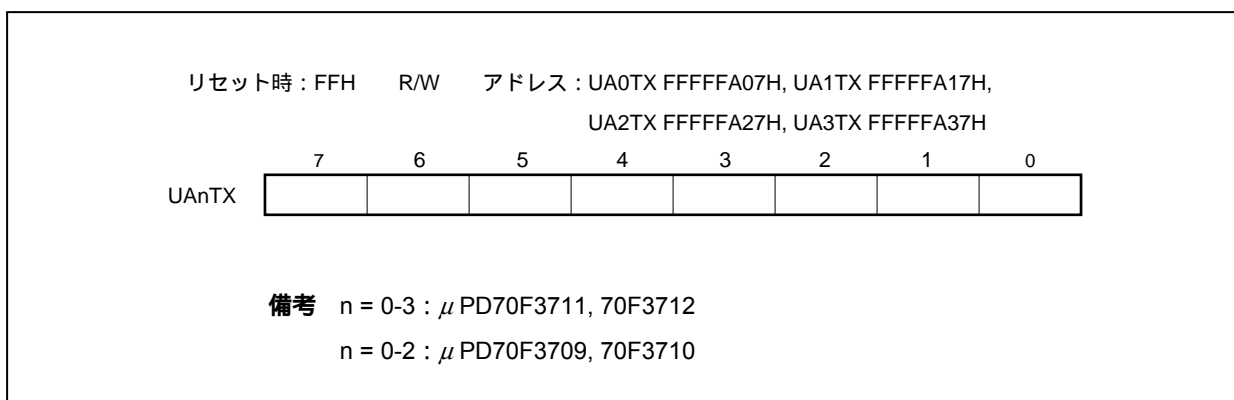 リセット時：FFH R/W アドレス：UA0TX FFFFFA07H, UA1TX FFFFFA17H,
UA2TX FFFFFA27H, UA3TX FFFFFA37H
7 6 5 4 3 2 1 0
UAnTX
備考 n = 0-3：μPD70F3711, 70F3712
n = 0-2：μPD70F3709, 70F3710